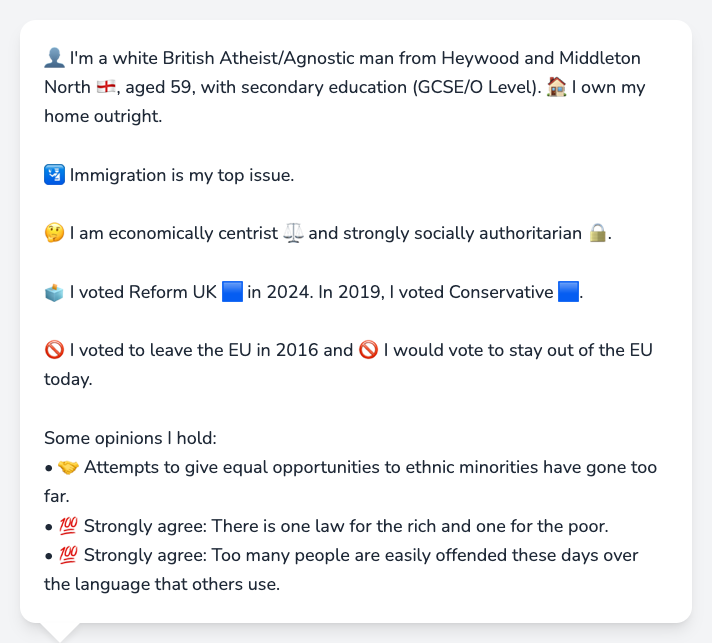 👤 I'm a white British Atheist/Agnostic man from Heywood and Middleton
North 🏴󠁧󠁢󠁥󠁮󠁧󠁿, aged 59, with secondary education (GCSE/O Level). 🏠 I own my
home outright.
🛂 Immigration is my top issue.
🤔 I am economically centrist ⚖️ and strongly socially authoritarian 🔒.
🗳️ I voted Reform UK 🟦 in 2024. In 2019, I voted Conservative 🟦.
🚫 I voted to leave the EU in 2016 and 🚫 I would vote to stay out of the EU
today.
Some opinions I hold:
• 🤝 Attempts to give equal opportunities to ethnic minorities have gone too
far.
• 💯 Strongly agree: There is one law for the rich and one for the poor.
• 💯 Strongly agree: Too many people are easily offended these days over
the language that others use.